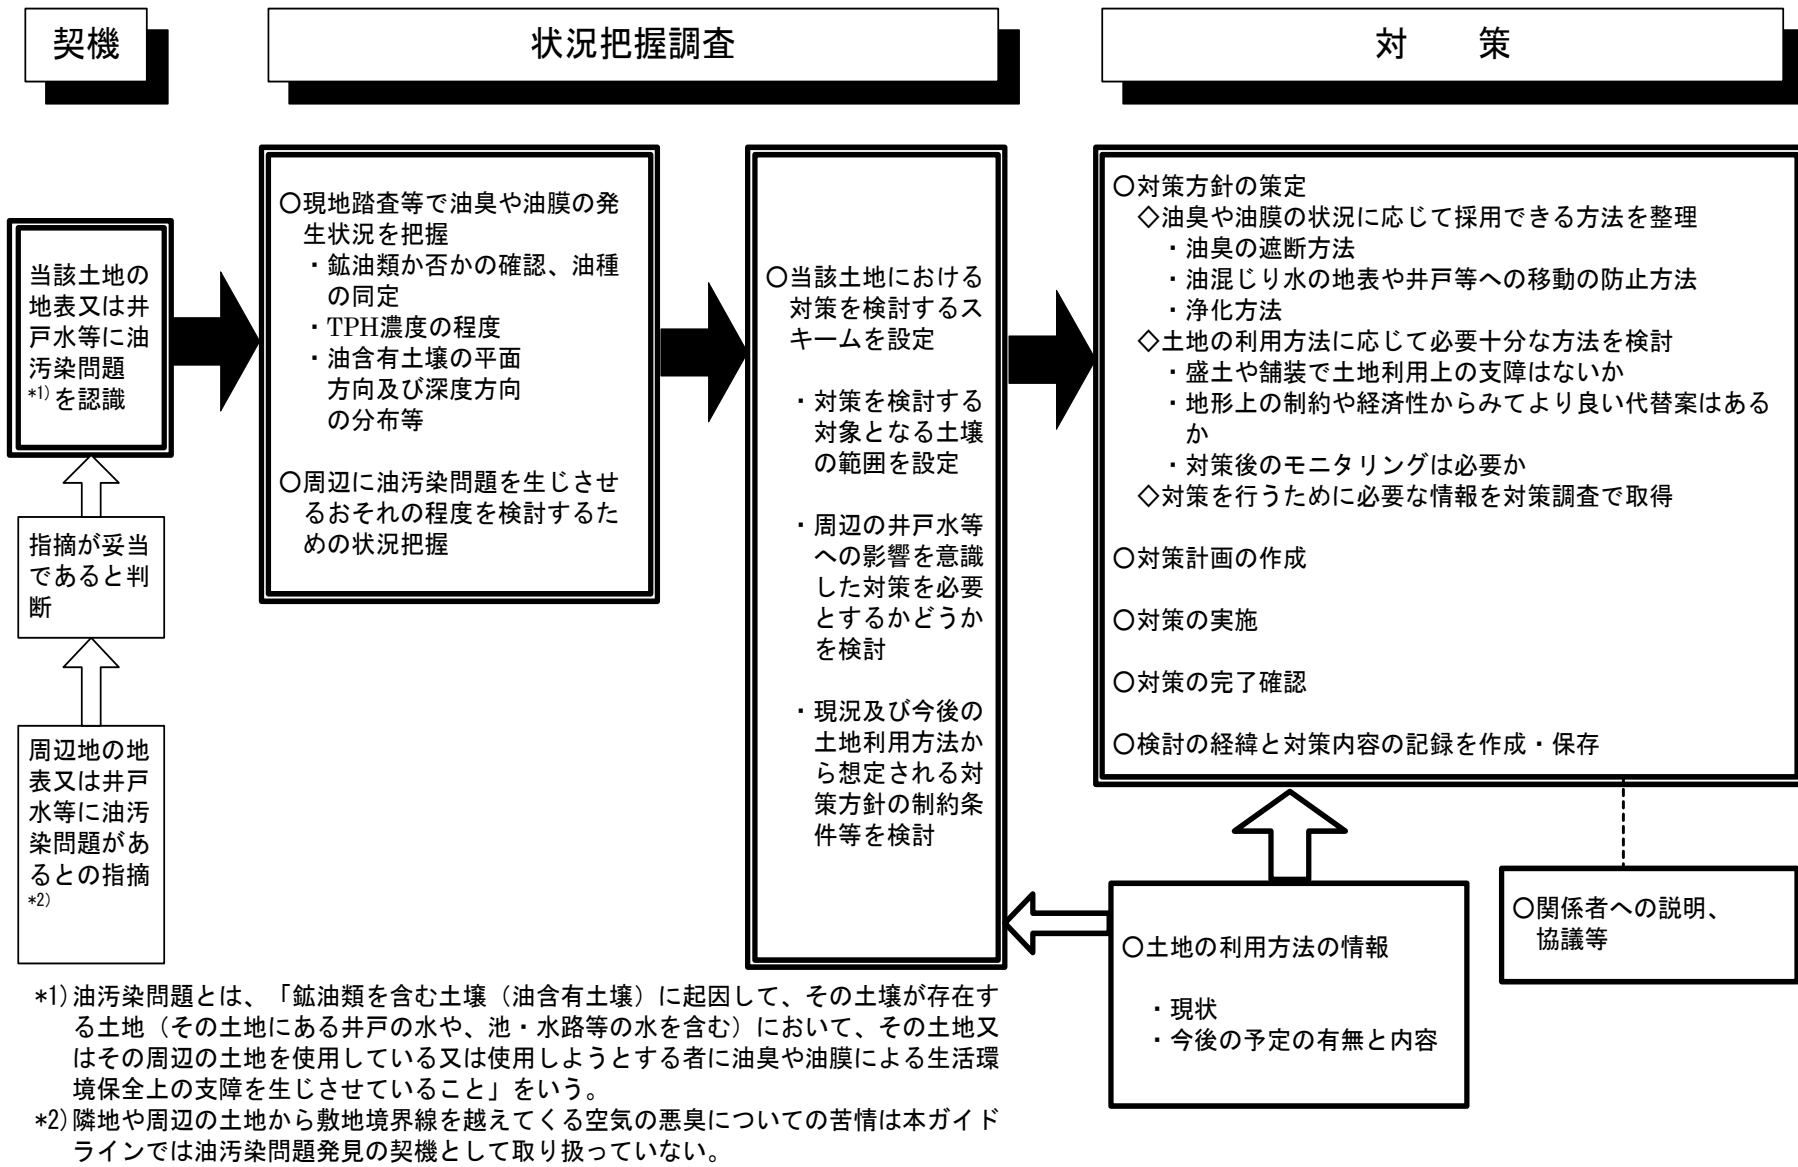 契機
状況把握調査
対　　策
当該土地の
地表又は井
戸水等に油
汚染問題
*1)を認識
指摘が妥当
であると判
断
周辺地の地
表又は井戸
水等に油汚
染問題があ
るとの指摘
*2)
○現地踏査等で油臭や油膜の発
生状況を把握
・鉱油類か否かの確認、油種
の同定
・TPH濃度の程度
・油含有土壌の平面
方向及び深度方向
の分布等
○周辺に油汚染問題を生じさせ
るおそれの程度を検討するた
めの状況把握
○当該土地における
対策を検討するス
キームを設定
・対策を検討する
対象となる土壌
の範囲を設定
・周辺の井戸水等
への影響を意識
した対策を必要
とするかどうか
を検討
・現況及び今後の
土地利用方法か
ら想定される対
策方針の制約条
件等を検討
○対策方針の策定
◇油臭や油膜の状況に応じて採用できる方法を整理
・油臭の遮断方法
・油混じり水の地表や井戸等への移動の防止方法
・浄化方法
◇土地の利用方法に応じて必要十分な方法を検討
・盛土や舗装で土地利用上の支障はないか
・地形上の制約や経済性からみてより良い代替案はある
か
・対策後のモニタリングは必要か
◇対策を行うために必要な情報を対策調査で取得
○対策計画の作成
○対策の実施
○対策の完了確認
○検討の経緯と対策内容の記録を作成・保存
○土地の利用方法の情報
・現状
・今後の予定の有無と内容
○関係者への説明、
協議等
*1)油汚染問題とは、「鉱油類を含む土壌（油含有土壌）に起因して、その土壌が存在す
る土地（その土地にある井戸の水や、池・水路等の水を含む）において、その土地又
はその周辺の土地を使用している又は使用しようとする者に油臭や油膜による生活環
境保全上の支障を生じさせていること」をいう。
*2)隣地や周辺の土地から敷地境界線を越えてくる空気の悪臭についての苦情は本ガイド
ラインでは油汚染問題発見の契機として取り扱っていない。